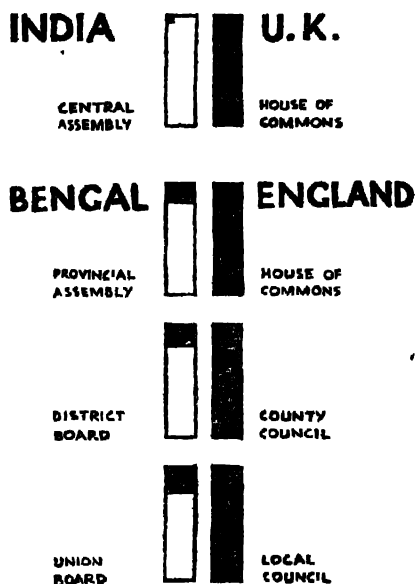 INDIA U.K.
CENTRAL HOUSE OF
ASSEMBLY COMMONS
BENGAL ENGLAND
PROVINCIAL HOUSE OF
ASSEMBLY COMMONS
DISTRICT COUNTY
BOARD COUNCIL
UNION LOCAL
BOARD COUNCIL